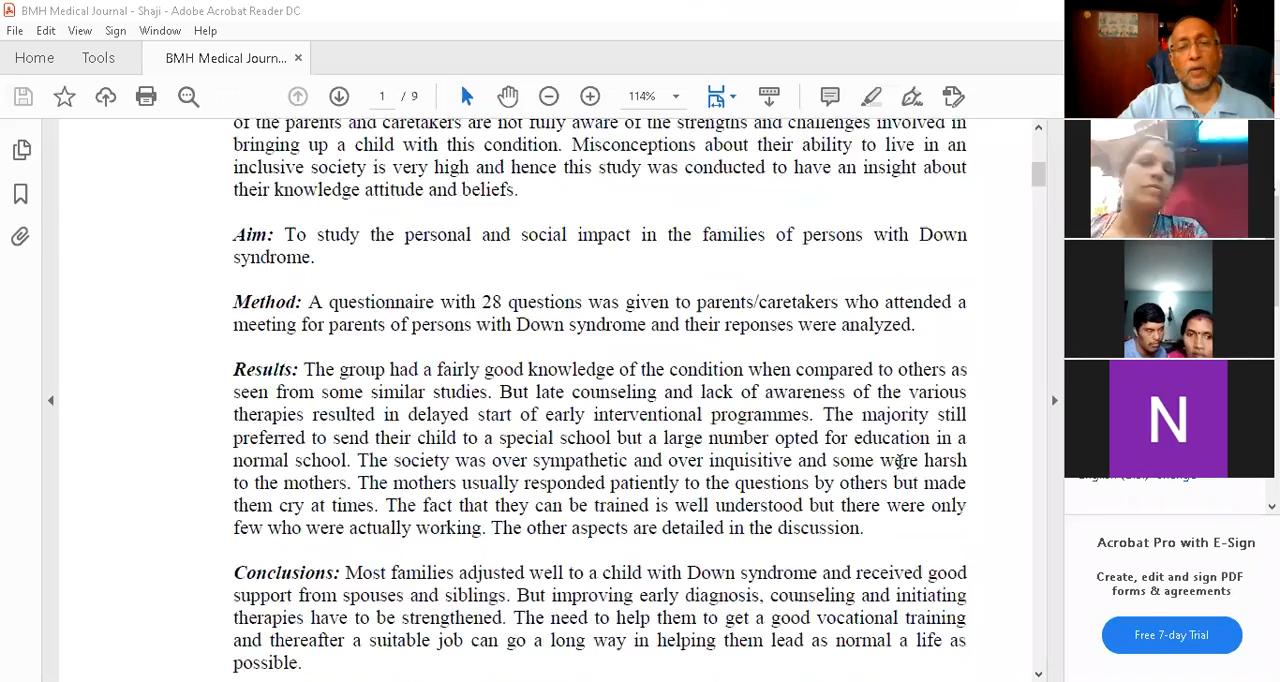 BMH Medical Journal - Shaji - Adobe Acrobat Reader DC
File Edit View Sign Window Help
Home Tools BMH Medical Journ... ×
1 / 9 114%
of the parents and caretakers are not fully aware of the strengths and challenges involved in
bringing up a child with this condition. Misconceptions about their ability to live in an
inclusive society is very high and hence this study was conducted to have an insight about
their knowledge attitude and beliefs.
Aim: To study the personal and social impact in the families of persons with Down
syndrome.
Method: A questionnaire with 28 questions was given to parents/caretakers who attended a
meeting for parents of persons with Down syndrome and their reponses were analyzed.
Results: The group had a fairly good knowledge of the condition when compared to others as
seen from some similar studies. But late counseling and lack of awareness of the various
therapies resulted in delayed start of early interventional programmes. The majority still
preferred to send their child to a special school but a large number opted for education in a
normal school. The society was over sympathetic and over inquisitive and some were harsh
to the mothers. The mothers usually responded patiently to the questions by others but made
them cry at times. The fact that they can be trained is well understood but there were only
few who were actually working. The other aspects are detailed in the discussion.
Conclusions: Most families adjusted well to a child with Down syndrome and received good
support from spouses and siblings. But improving early diagnosis, counseling and initiating
therapies have to be strengthened. The need to help them to get a good vocational training
and thereafter a suitable job can go a long way in helping them lead as normal a life as
possible.
N
Acrobat Pro with E-Sign
Create, edit and sign PDF
forms & agreements
Free 7-day Trial